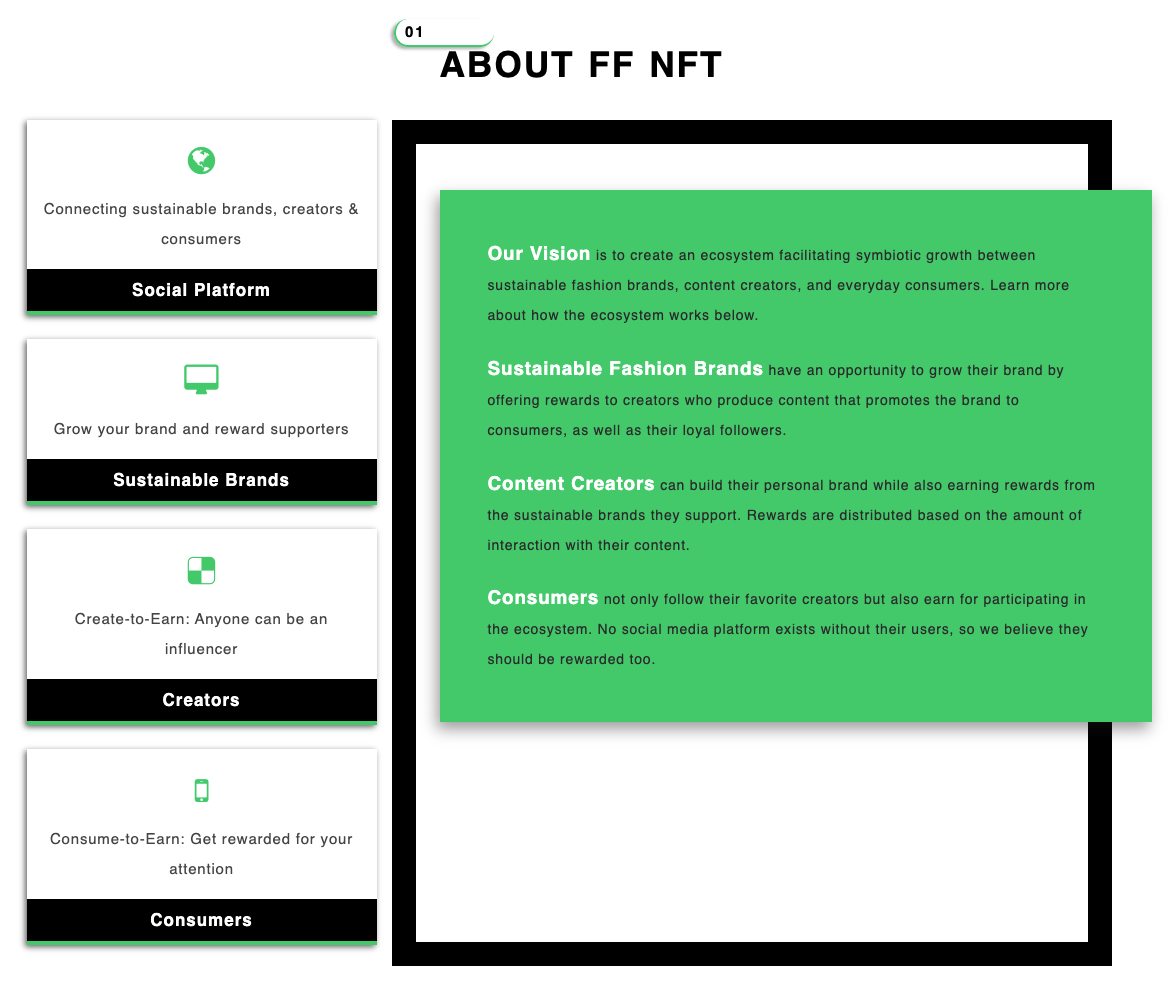 01
ABOUT FF NFT
Connecting sustainable brands, creators &
consumers
Social Platform
Grow your brand and reward supporters
Sustainable Brands
Create-to-Earn: Anyone can be an
influencer
Creators
Consume-to-Earn: Get rewarded for your
attention
Consumers
Our Vision is to create an ecosystem facilitating symbiotic growth between
sustainable fashion brands, content creators, and everyday consumers. Learn more
about how the ecosystem works below.
Sustainable Fashion Brands have an opportunity to grow their brand by
offering rewards to creators who produce content that promotes the brand to
consumers, as well as their loyal followers.
Content Creators can build their personal brand while also earning rewards from
the sustainable brands they support. Rewards are distributed based on the amount of
interaction with their content.
Consumers not only follow their favorite creators but also earn for participating in
the ecosystem. No social media platform exists without their users, so we believe they
should be rewarded too.